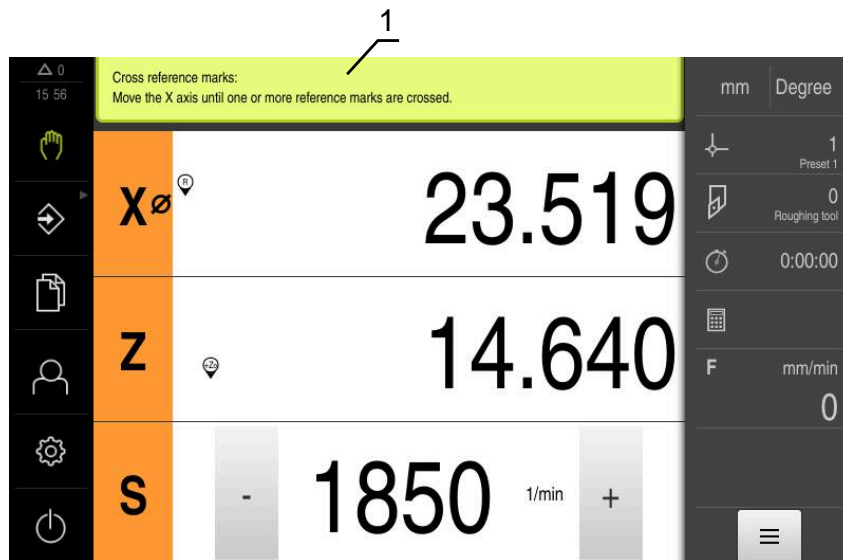 1
0
15 56
Cross reference marks:
Move the X axis until one or more reference marks are crossed.
mm Degree
X Ø R 23.519
1
Preset 1
0
Roughing tool
0:00:00
Z +Zo 14.640
F mm/min
0
S - 1850 1/min +